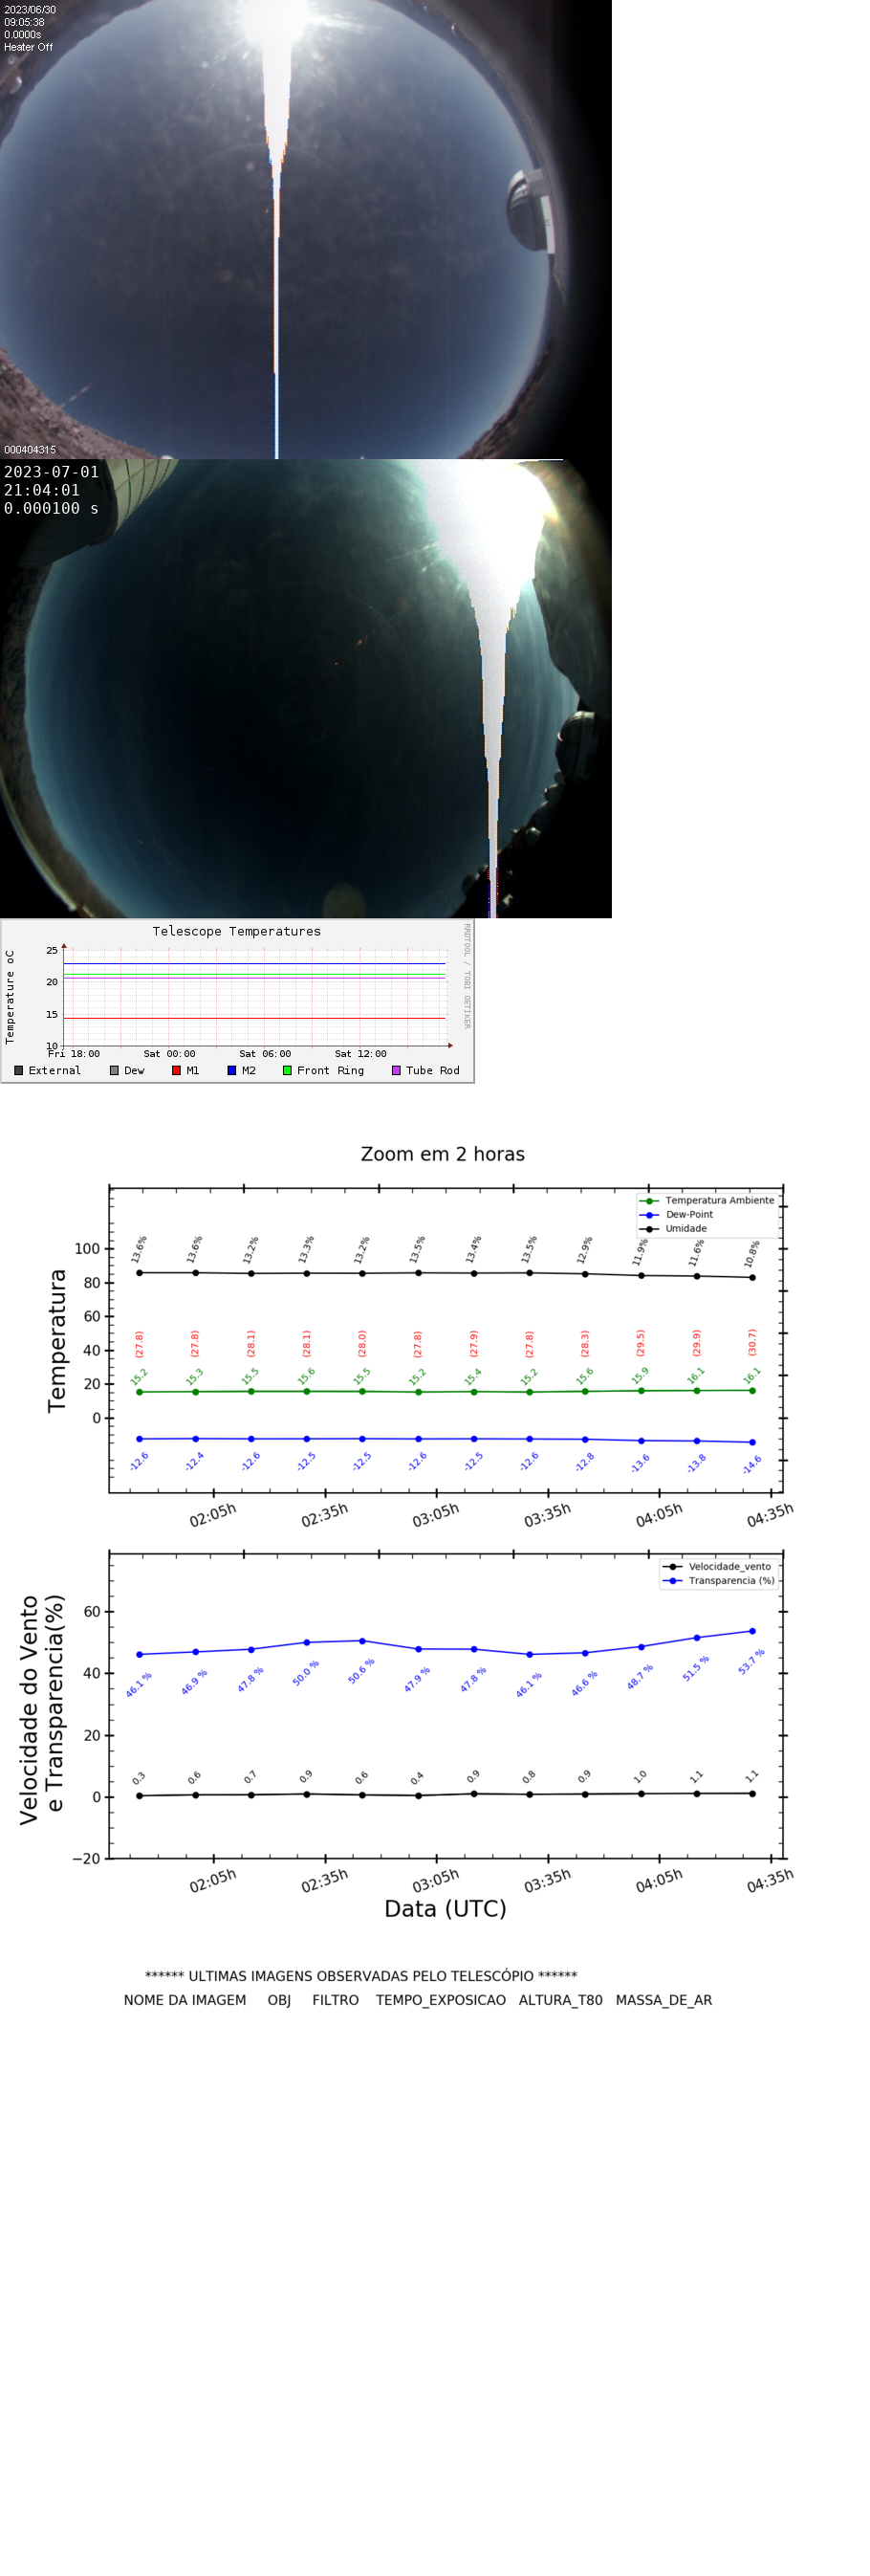 2023/06/30
09:05:38
0.0000s
Heater Off
000404315
2023-07-01
21:04:01
0.000100 s
Telescope Temperatures
RRDTOOL / TOBI OETIKER
Temperature oC
25
20
15
10
Fri 18:00 Sat 00:00 Sat 06:00 Sat 12:00
External Dew M1 M2 Front Ring Tube Rod
Zoom em 2 horas
Temperatura Ambiente
Dew-Point
Umidade
Temperatura
100
80
60
40
20
0
13.6% 13.6% 13.2% 13.3% 13.2% 13.5% 13.4% 13.5% 12.9% 11.9% 11.6% 10.8%
(27.8) (27.8) (28.1) (28.1) (28.0) (27.8) (27.9) (27.8) (28.3) (29.5) (29.9) (30.7)
15.2 15.3 15.5 15.6 15.5 15.2 15.4 15.2 15.6 15.9 16.1 16.1
-12.6 -12.4 -12.6 -12.5 -12.5 -12.6 -12.5 -12.6 -12.8 -13.6 -13.8 -14.6
02:05h 02:35h 03:05h 03:35h 04:05h 04:35h
Velocidade_vento
Transparencia (%)
Velocidade do Vento
e Transparencia(%)
60
40
20
0
−20
46.1 % 46.9 % 47.8 % 50.0 % 50.6 % 47.9 % 47.8 % 46.1 % 46.6 % 48.7 % 51.5 % 53.7 %
0.3 0.6 0.7 0.9 0.6 0.4 0.9 0.8 0.9 1.0 1.1 1.1
02:05h 02:35h 03:05h 03:35h 04:05h 04:35h
Data (UTC)
****** ULTIMAS IMAGENS OBSERVADAS PELO TELESCÓPIO ******
NOME DA IMAGEM OBJ FILTRO TEMPO_EXPOSICAO ALTURA_T80 MASSA_DE_AR